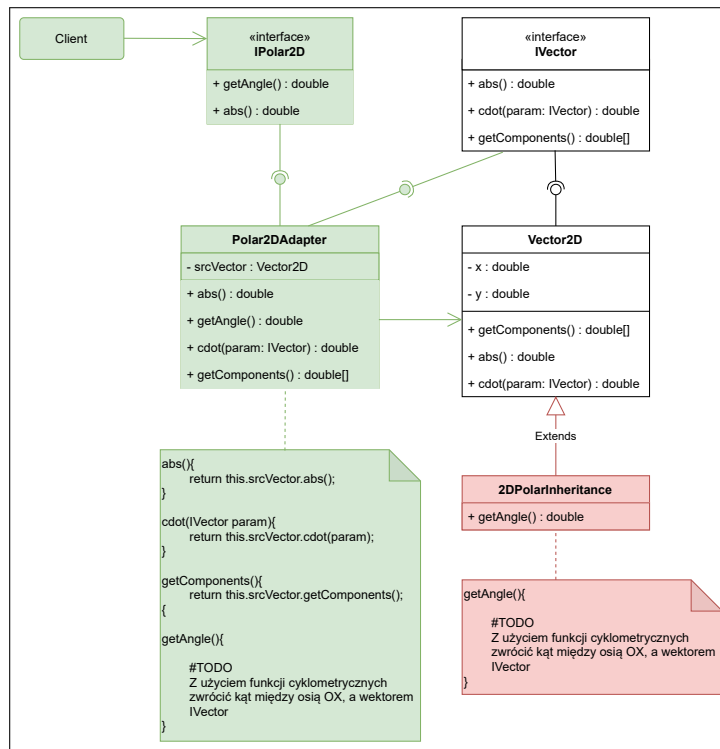 Client
«interface»
IPolar2D
+ getAngle() : double
+ abs() : double
«interface»
IVector
+ abs() : double
+ cdot(param: IVector) : double
+ getComponents() : double[]
Polar2DAdapter
- srcVector : Vector2D
+ abs() : double
+ getAngle() : double
+ cdot(param: IVector) : double
+ getComponents() : double[]
Vector2D
- x : double
- y : double
+ getComponents() : double[]
+ abs() : double
+ cdot(param: IVector) : double
Extends
2DPolarInheritance
+ getAngle() : double
abs(){
return this.srcVector.abs();
}
cdot(IVector param){
return this.srcVector.cdot(param);
}
getComponents(){
return this.srcVector.getComponents();
{
getAngle(){
#TODO
Z użyciem funkcji cyklometrycznych
zwrócić kąt między osią OX, a wektorem
IVector
}
getAngle(){
#TODO
Z użyciem funkcji cyklometrycznych
zwrócić kąt między osią OX, a wektorem
IVector
}